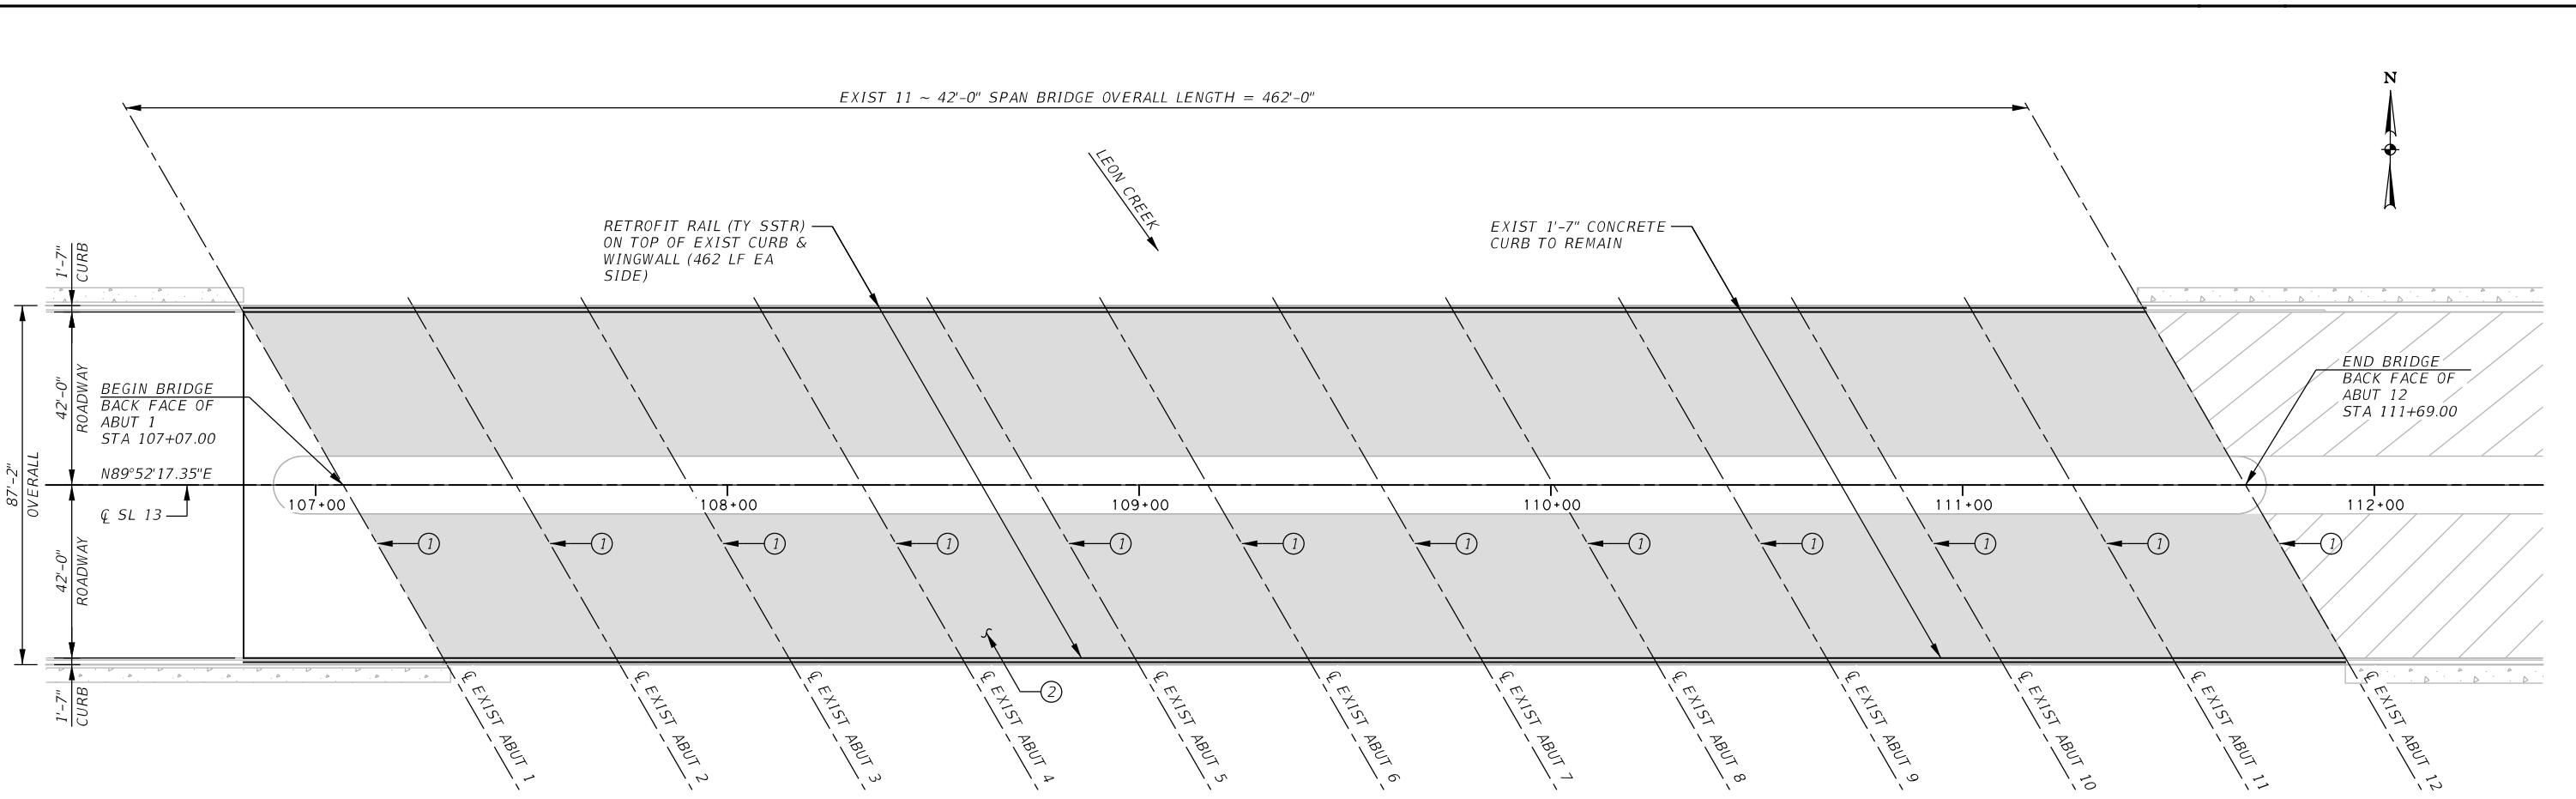 N
EXIST 11 ~ 42'-0" SPAN BRIDGE OVERALL LENGTH = 462'-0"
LEON CREEK
RETROFIT RAIL (TY SSTR)
ON TOP OF EXIST CURB &
WINGWALL (462 LF EA
SIDE)
EXIST 1'-7" CONCRETE
CURB TO REMAIN
1'-7"
CURB
42'-0"
ROADWAY
87'-2"
OVERALL
42'-0"
ROADWAY
1'-7"
CURB
BEGIN BRIDGE
BACK FACE OF
ABUT 1
STA 107+07.00
N89°52'17.35"E
℄ SL 13
END BRIDGE
BACK FACE OF
ABUT 12
STA 111+69.00
107+00
108+00
109+00
110+00
111+00
112+00
1
1
1
1
1
1
1
1
1
1
1
1
2
℄ EXIST ABUT 1
℄ EXIST ABUT 2
℄ EXIST ABUT 3
℄ EXIST ABUT 4
℄ EXIST ABUT 5
℄ EXIST ABUT 6
℄ EXIST ABUT 7
℄ EXIST ABUT 8
℄ EXIST ABUT 9
℄ EXIST ABUT 10
℄ EXIST ABUT 11
℄ EXIST ABUT 12